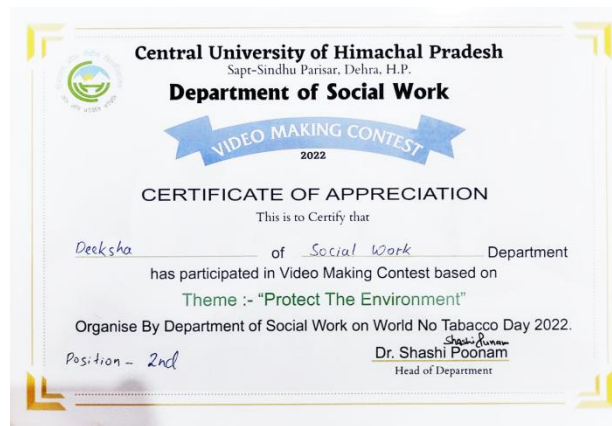 Central University of Himachal Pradesh
Sapt-Sindhu Parisar, Dehra, H.P.
Department of Social Work
VIDEO MAKING CONTEST
2022
CERTIFICATE OF APPRECIATION
This is to Certify that
Deeksha of Social Work Department
has participated in Video Making Contest based on
Theme :- “Protect The Environment”
Organise By Department of Social Work on World No Tabacco Day 2022.
Shashi Punam
Position - 2nd Dr. Shashi Poonam
Head of Department